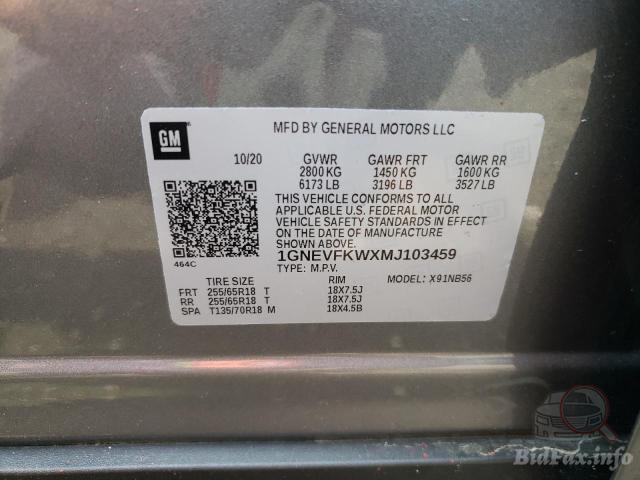 GM
MFD BY GENERAL MOTORS LLC
10/20 GVWR GAWR FRT GAWR RR
2800 KG 1450 KG 1600 KG
6173 LB 3196 LB 3527 LB
THIS VEHICLE CONFORMS TO ALL
APPLICABLE U.S. FEDERAL MOTOR
VEHICLE SAFETY STANDARDS IN EFFECT
ON THE DATE OF MANUFACTURE
SHOWN ABOVE.
1GNEVFKWXMJ103459
464C
TYPE: M.P.V. MODEL: X91NB56
TIRE SIZE RIM
FRT 255/65R18 T 18X7.5J
RR 255/65R18 T 18X7.5J
SPA T135/70R18 M 18X4.5B
BidFax.info